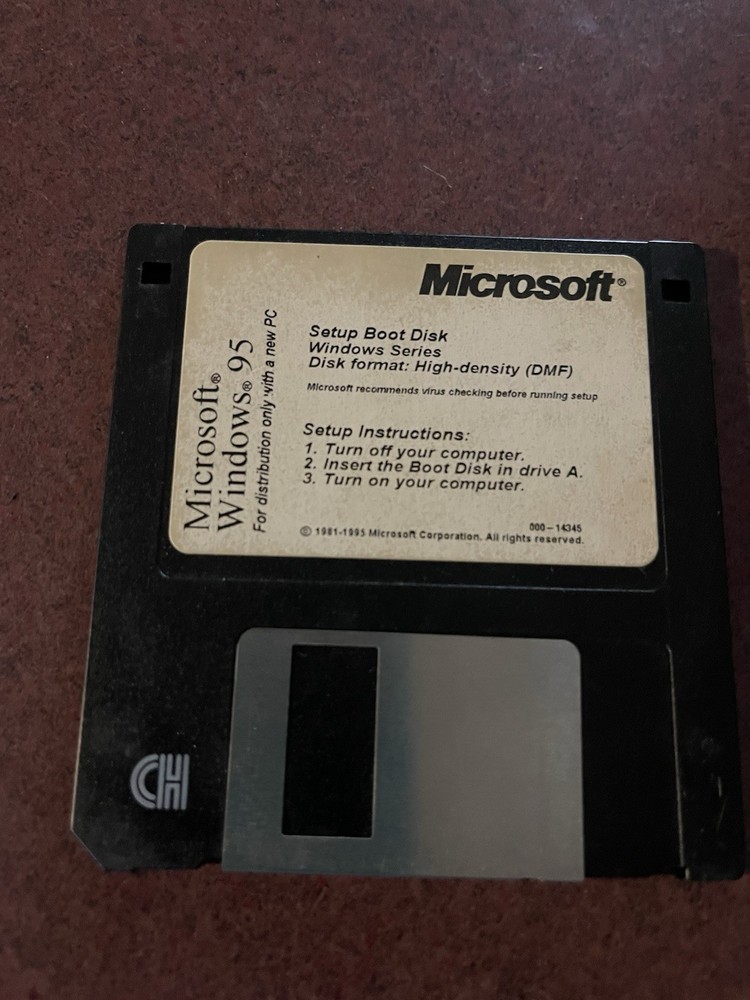 Microsoft®
Setup Boot Disk
Windows Series
Disk format: High-density (DMF)
Microsoft recommends virus checking before running setup
Setup Instructions:
1. Turn off your computer.
2. Insert the Boot Disk in drive A.
3. Turn on your computer.
000-14345
© 1981-1995 Microsoft Corporation. All rights reserved.
Microsoft®
Windows® 95
For distribution only with a new PC
CH